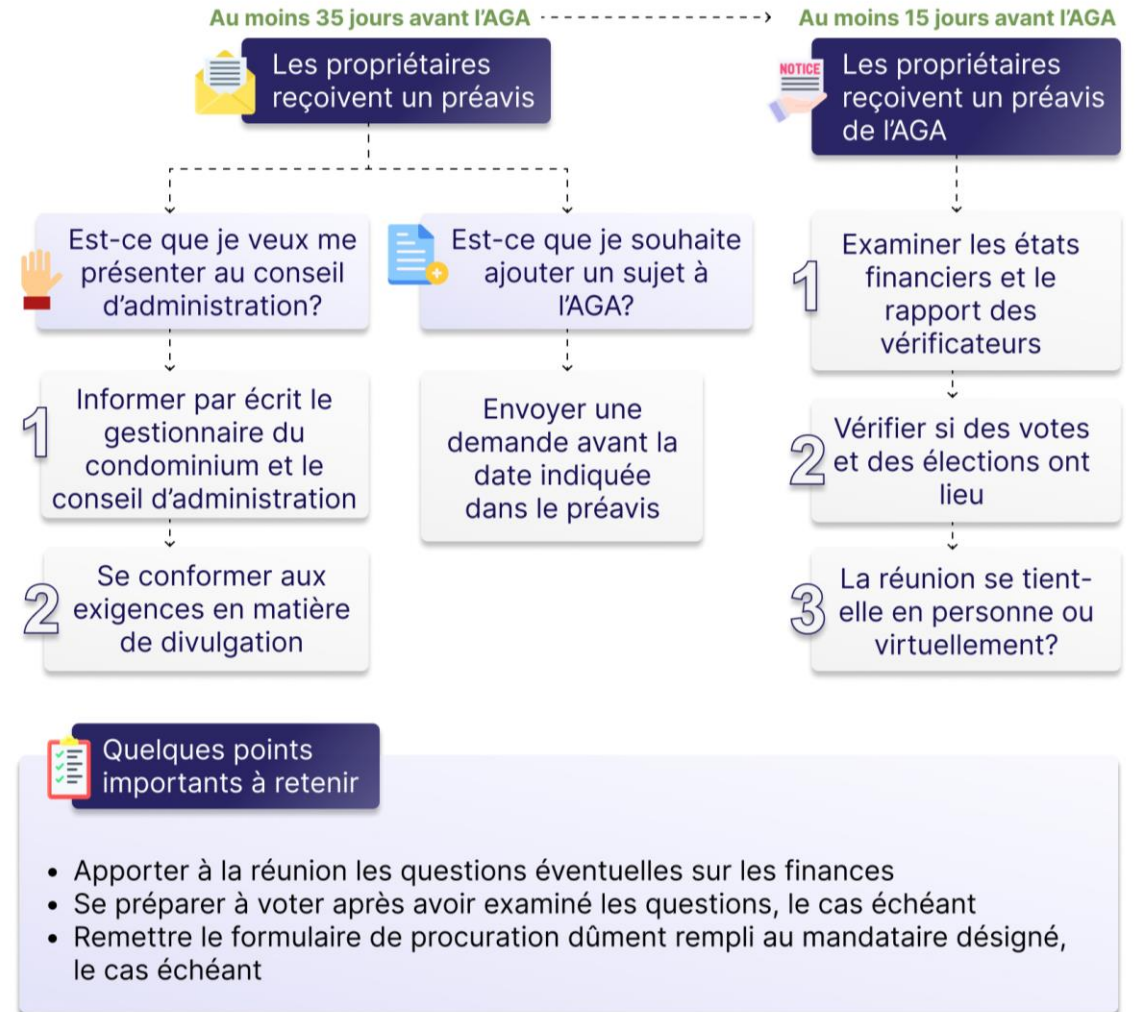 Au moins 35 jours avant l'AGA
Les propriétaires
reçoivent un préavis
Est-ce que je veux me
présenter au conseil
d'administration?
1
Informer par écrit le
gestionnaire du
condominium et le
conseil d'administration
2
Se conformer aux
exigences en matière
de divulgation
Est-ce que je souhaite
ajouter un sujet à
l'AGA?
Envoyer une
demande avant la
date indiquée
dans le préavis
Au moins 15 jours avant l'AGA
NOTICE
Les propriétaires
reçoivent un préavis
de l'AGA
1
Examiner les états
financiers et le
rapport des
vérificateurs
2
Vérifier si des votes
et des élections ont
lieu
3
La réunion se tient-
elle en personne ou
virtuellement?
Quelques points
importants à retenir
• Apporter à la réunion les questions éventuelles sur les finances
• Se préparer à voter après avoir examiné les questions, le cas échéant
• Remettre le formulaire de procuration dûment rempli au mandataire désigné,
le cas échéant